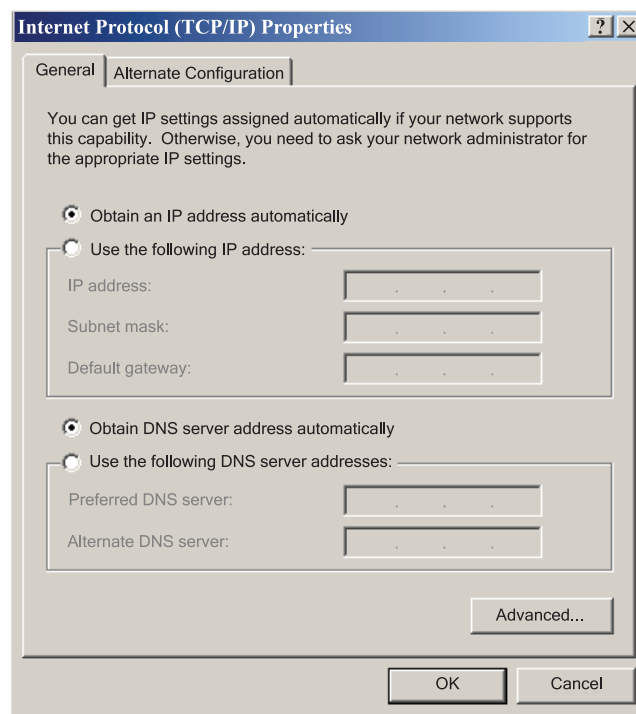 Internet Protocol (TCP/IP) Properties
?
General
Alternate Configuration
You can get IP settings assigned automatically if your network supports
this capability. Otherwise, you need to ask your network administrator for
the appropriate IP settings.
Obtain an IP address automatically
Use the following IP address:
IP address:
Subnet mask:
Default gateway:
Obtain DNS server address automatically
Use the following DNS server addresses:
Preferred DNS server:
Alternate DNS server:
Advanced...
OK
Cancel